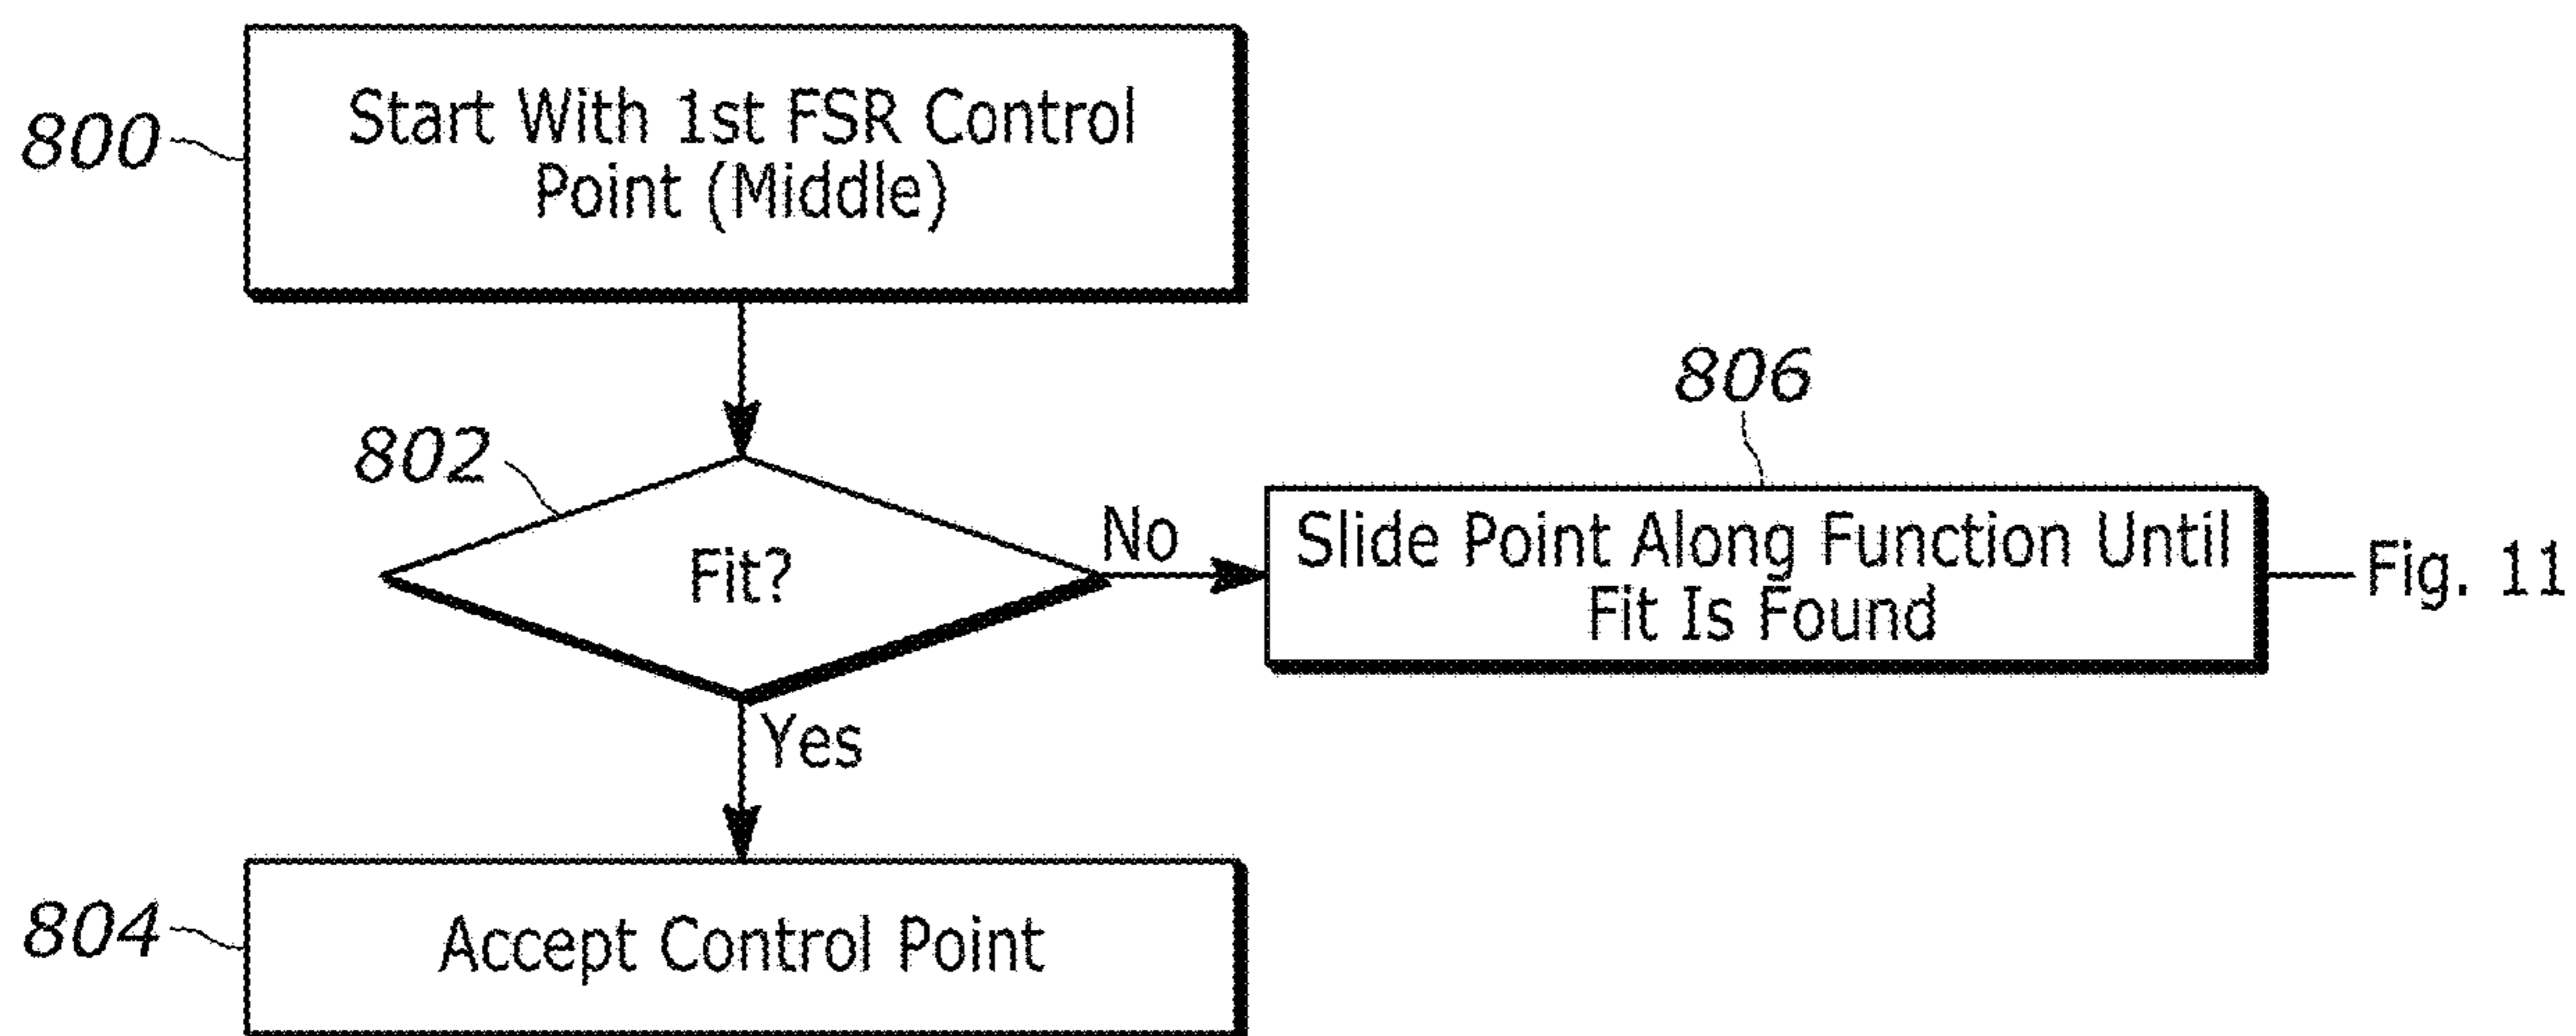 800
Start With 1st FSR Control
Point (Middle)
802
Fit?
No
806
Slide Point Along Function Until
Fit Is Found
Fig. 11
Yes
804
Accept Control Point